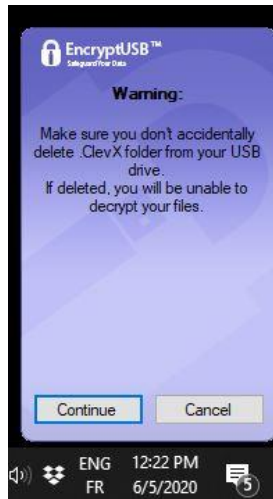 EncryptUSB™
Safeguard Your Data
Warning:
Make sure you don't accidentally
delete .ClevX folder from your USB
drive.
If deleted, you will be unable to
decrypt your files.
Continue Cancel
ENG 12:22 PM
FR 6/5/2020 5